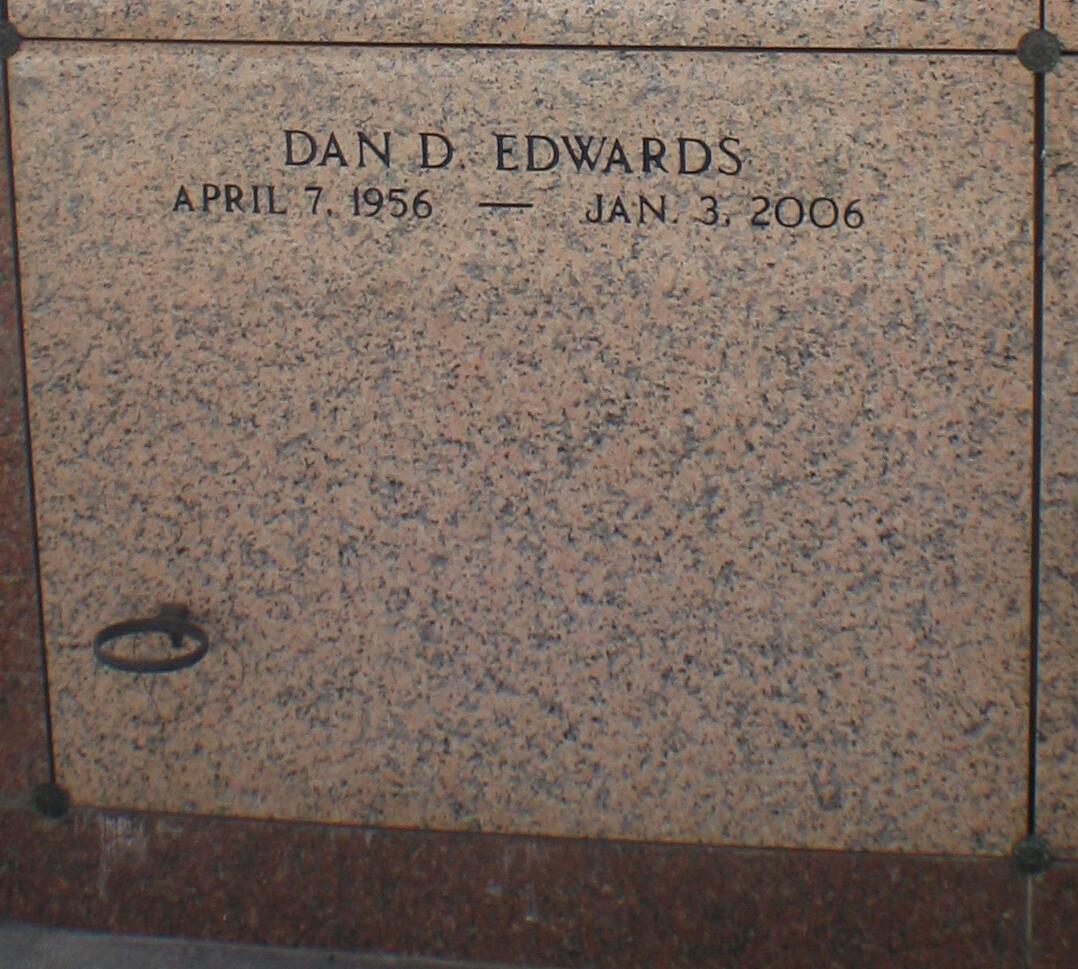 DAN D. EDWARDS
APRIL 7, 1956 — JAN. 3, 2006